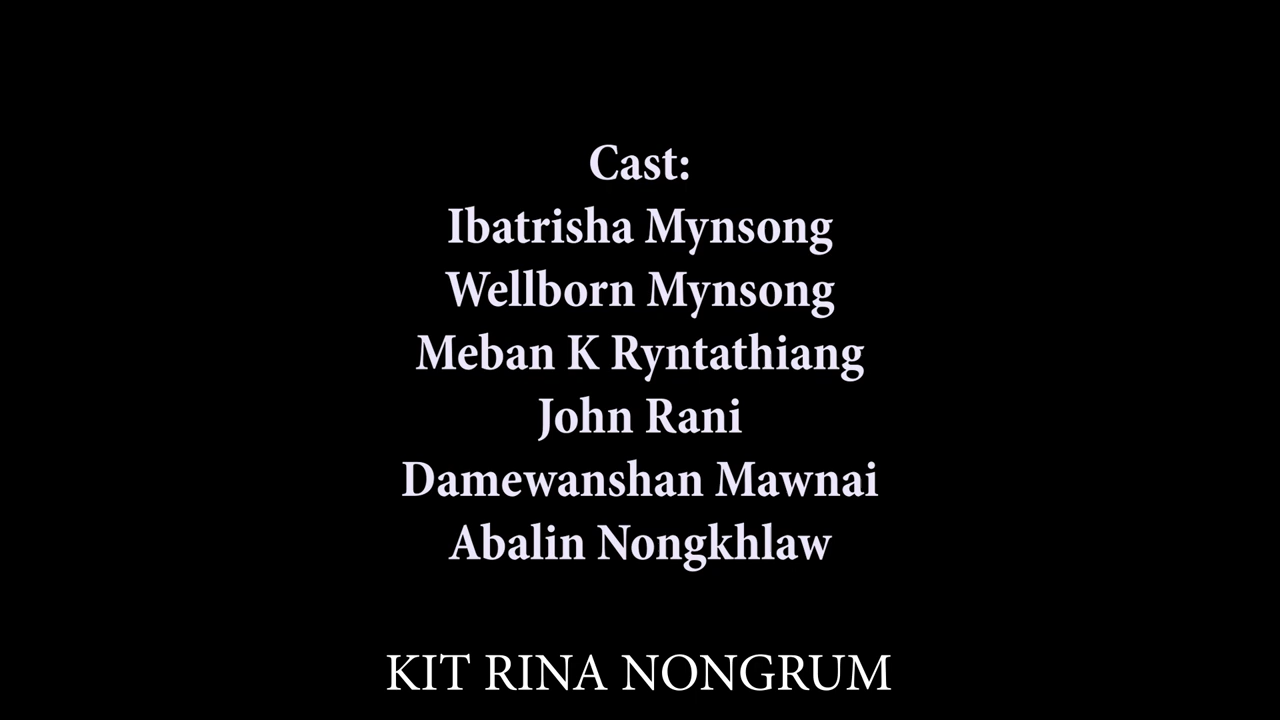 Cast:
Ibatrisha Mynsong
Wellborn Mynsong
Meban K Ryntathiang
John Rani
Damewanshan Mawnai
Abalin Nongkhlaw
KIT RINA NONGRUM